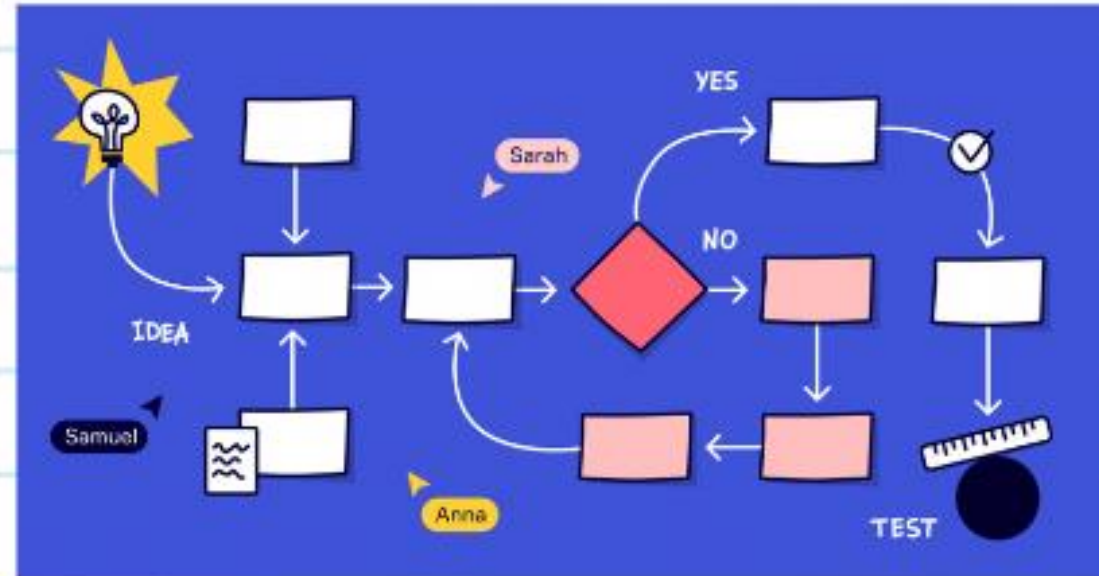 YES
Sarah
NO
IDEA
Samuel
Anna
TEST